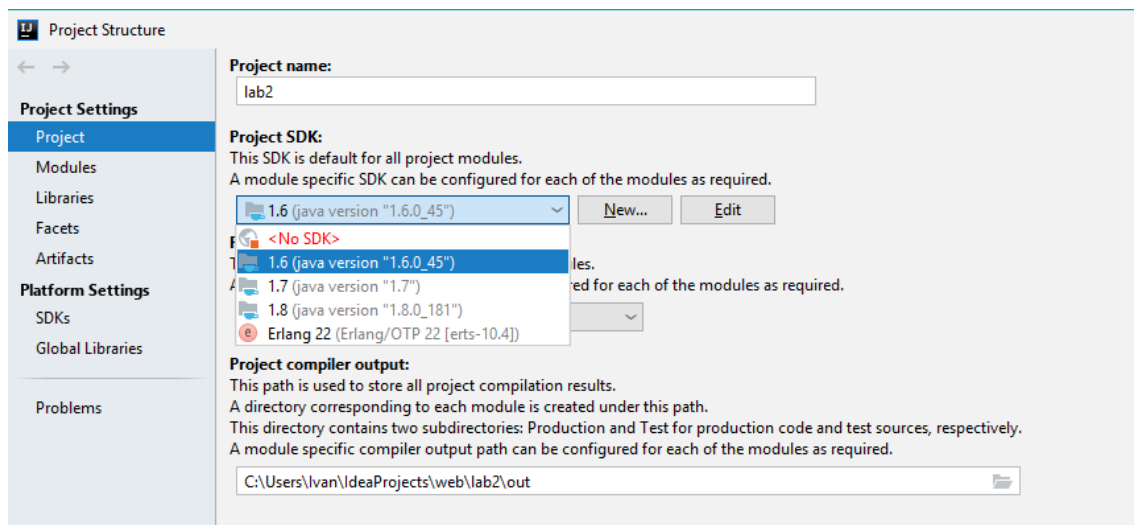 Project Structure
Project name:
lab2
Project Settings
Project
Modules
Libraries
Facets
Artifacts
Platform Settings
SDKs
Global Libraries
Problems
Project SDK:
This SDK is default for all project modules.
A module specific SDK can be configured for each of the modules as required.
1.6 (java version "1.6.0_45")
New...
Edit
<No SDK>
1.6 (java version "1.6.0_45")
1.7 (java version "1.7")
1.8 (java version "1.8.0_181")
Erlang 22 (Erlang/OTP 22 [erts-10.4])
les.
red for each of the modules as required.
Project compiler output:
This path is used to store all project compilation results.
A directory corresponding to each module is created under this path.
This directory contains two subdirectories: Production and Test for production code and test sources, respectively.
A module specific compiler output path can be configured for each of the modules as required.
C:\Users\Ivan\IdeaProjects\web\lab2\out